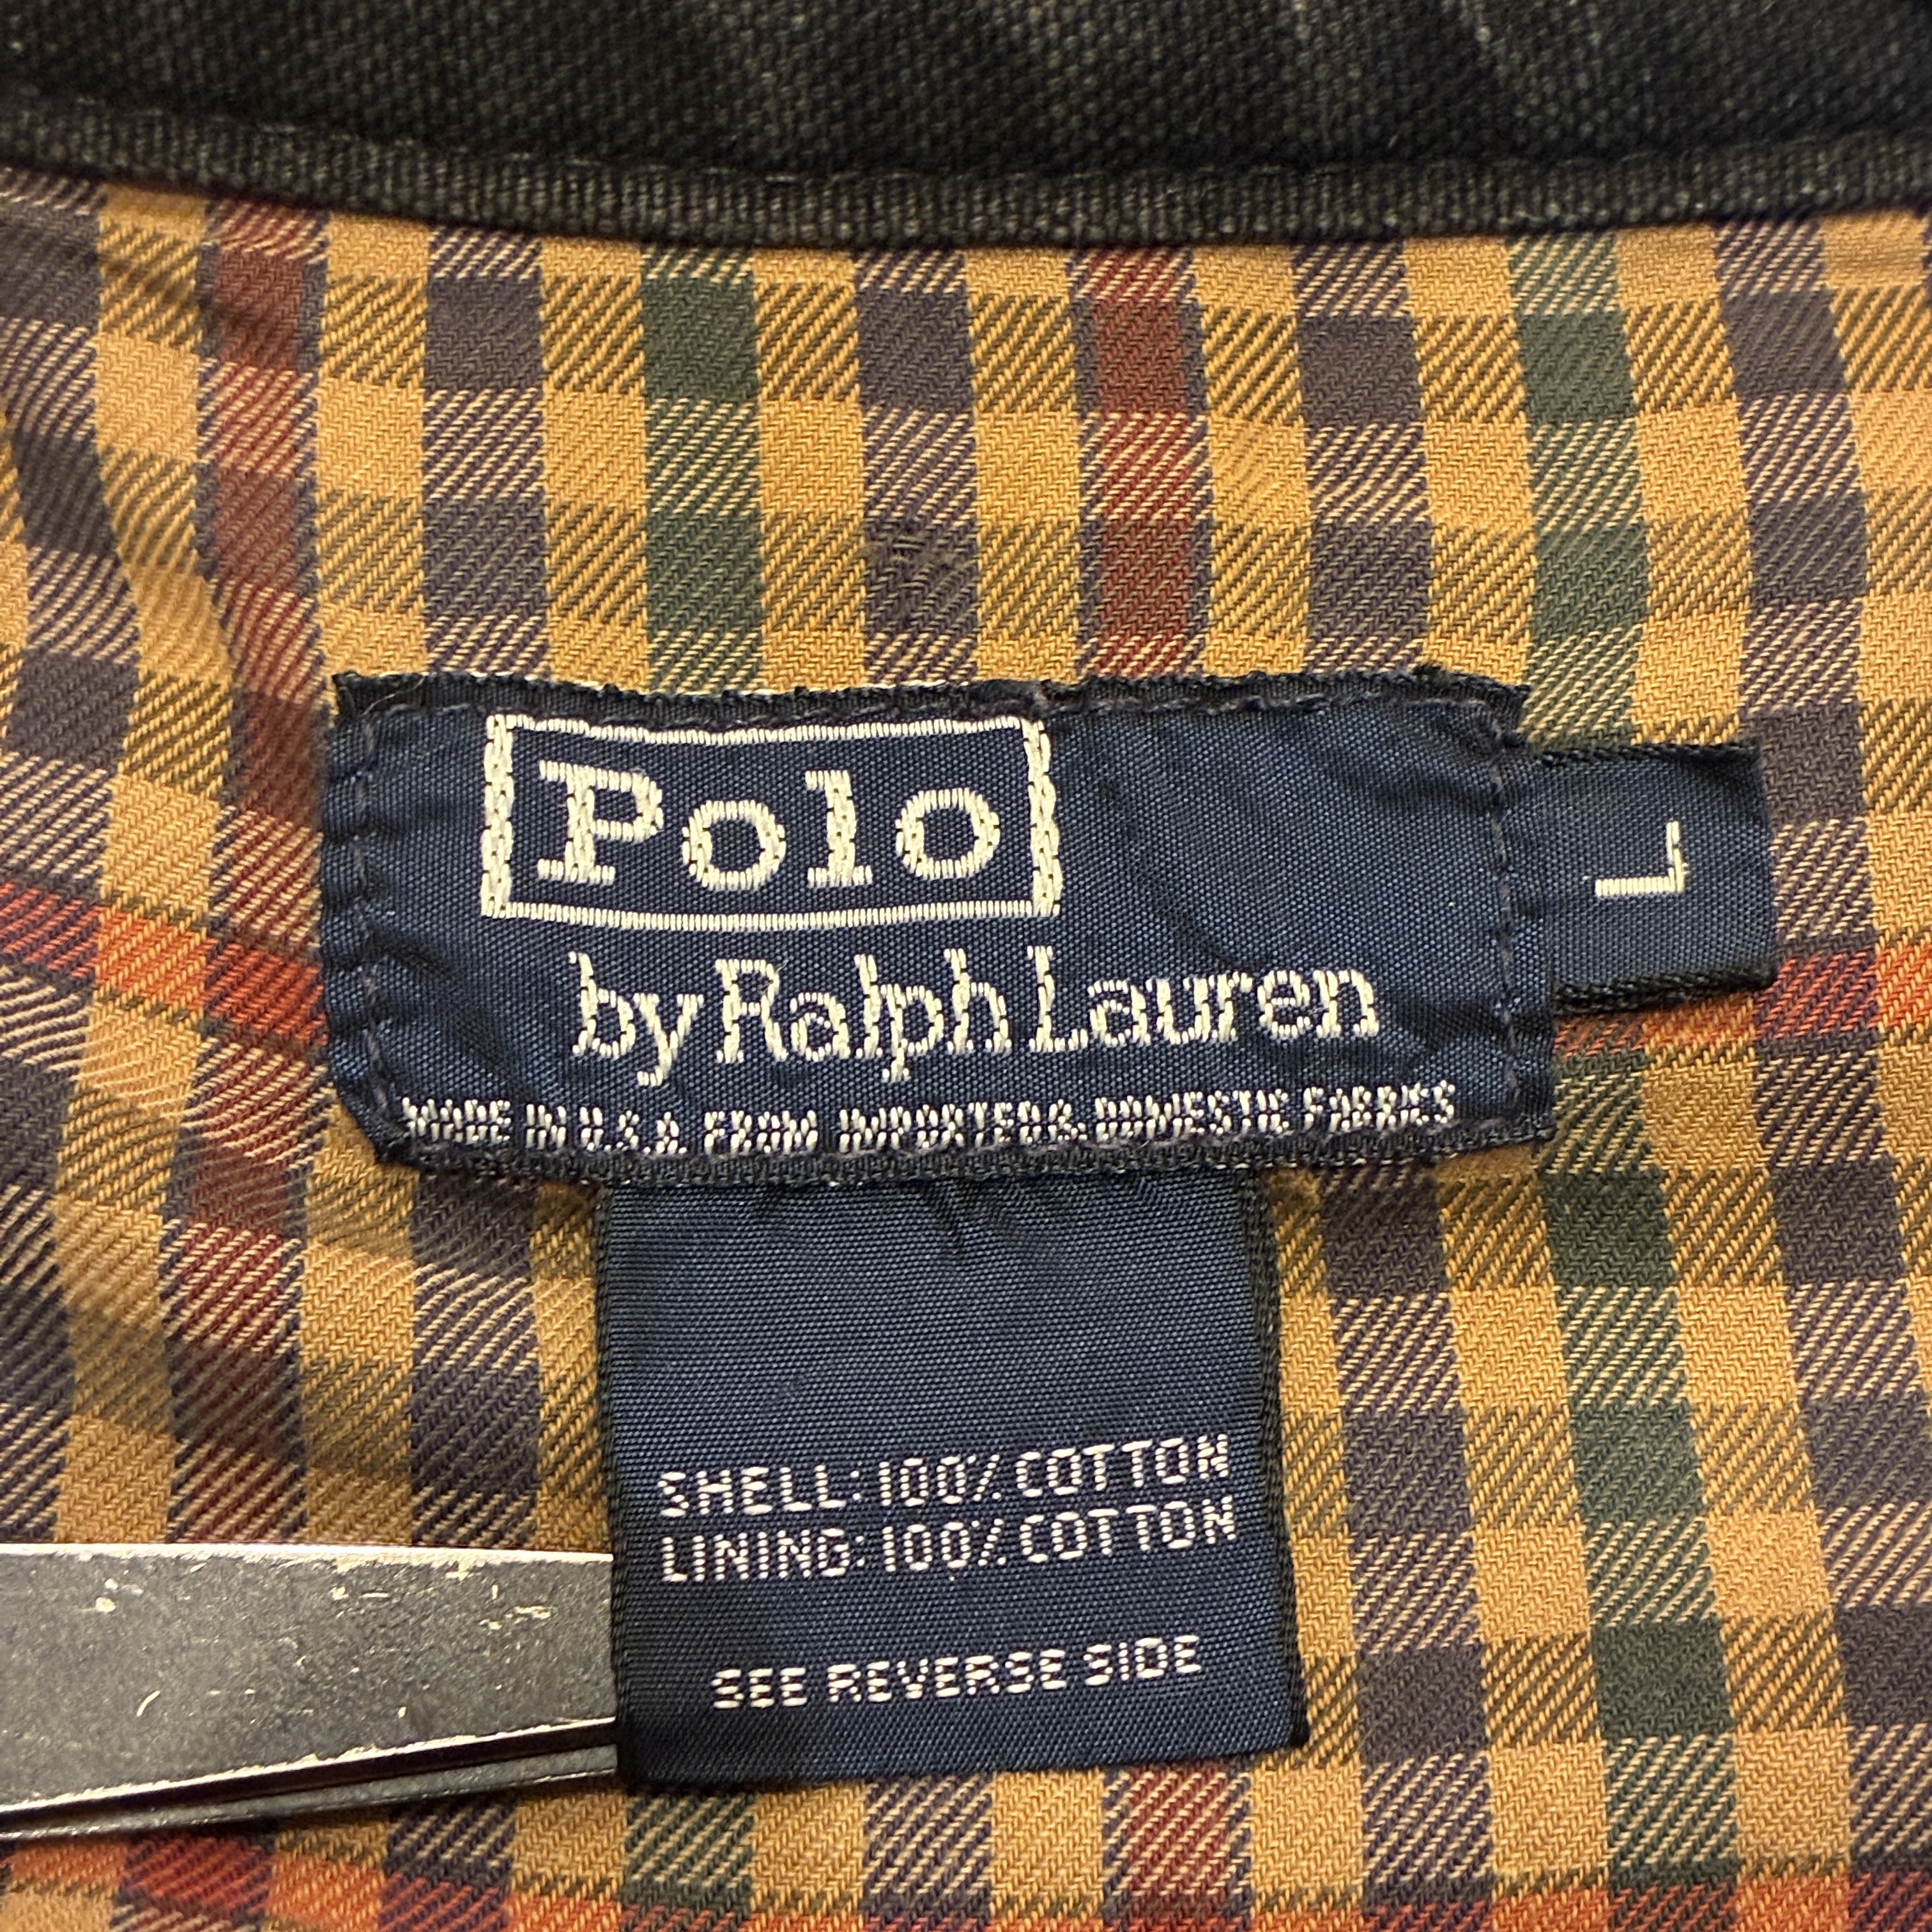 Polo
by Ralph Lauren
MADE IN U.S.A. FROM IMPORTED & DOMESTIC FABRICS
L
SHELL: 100% COTTON
LINING: 100% COTTON
SEE REVERSE SIDE